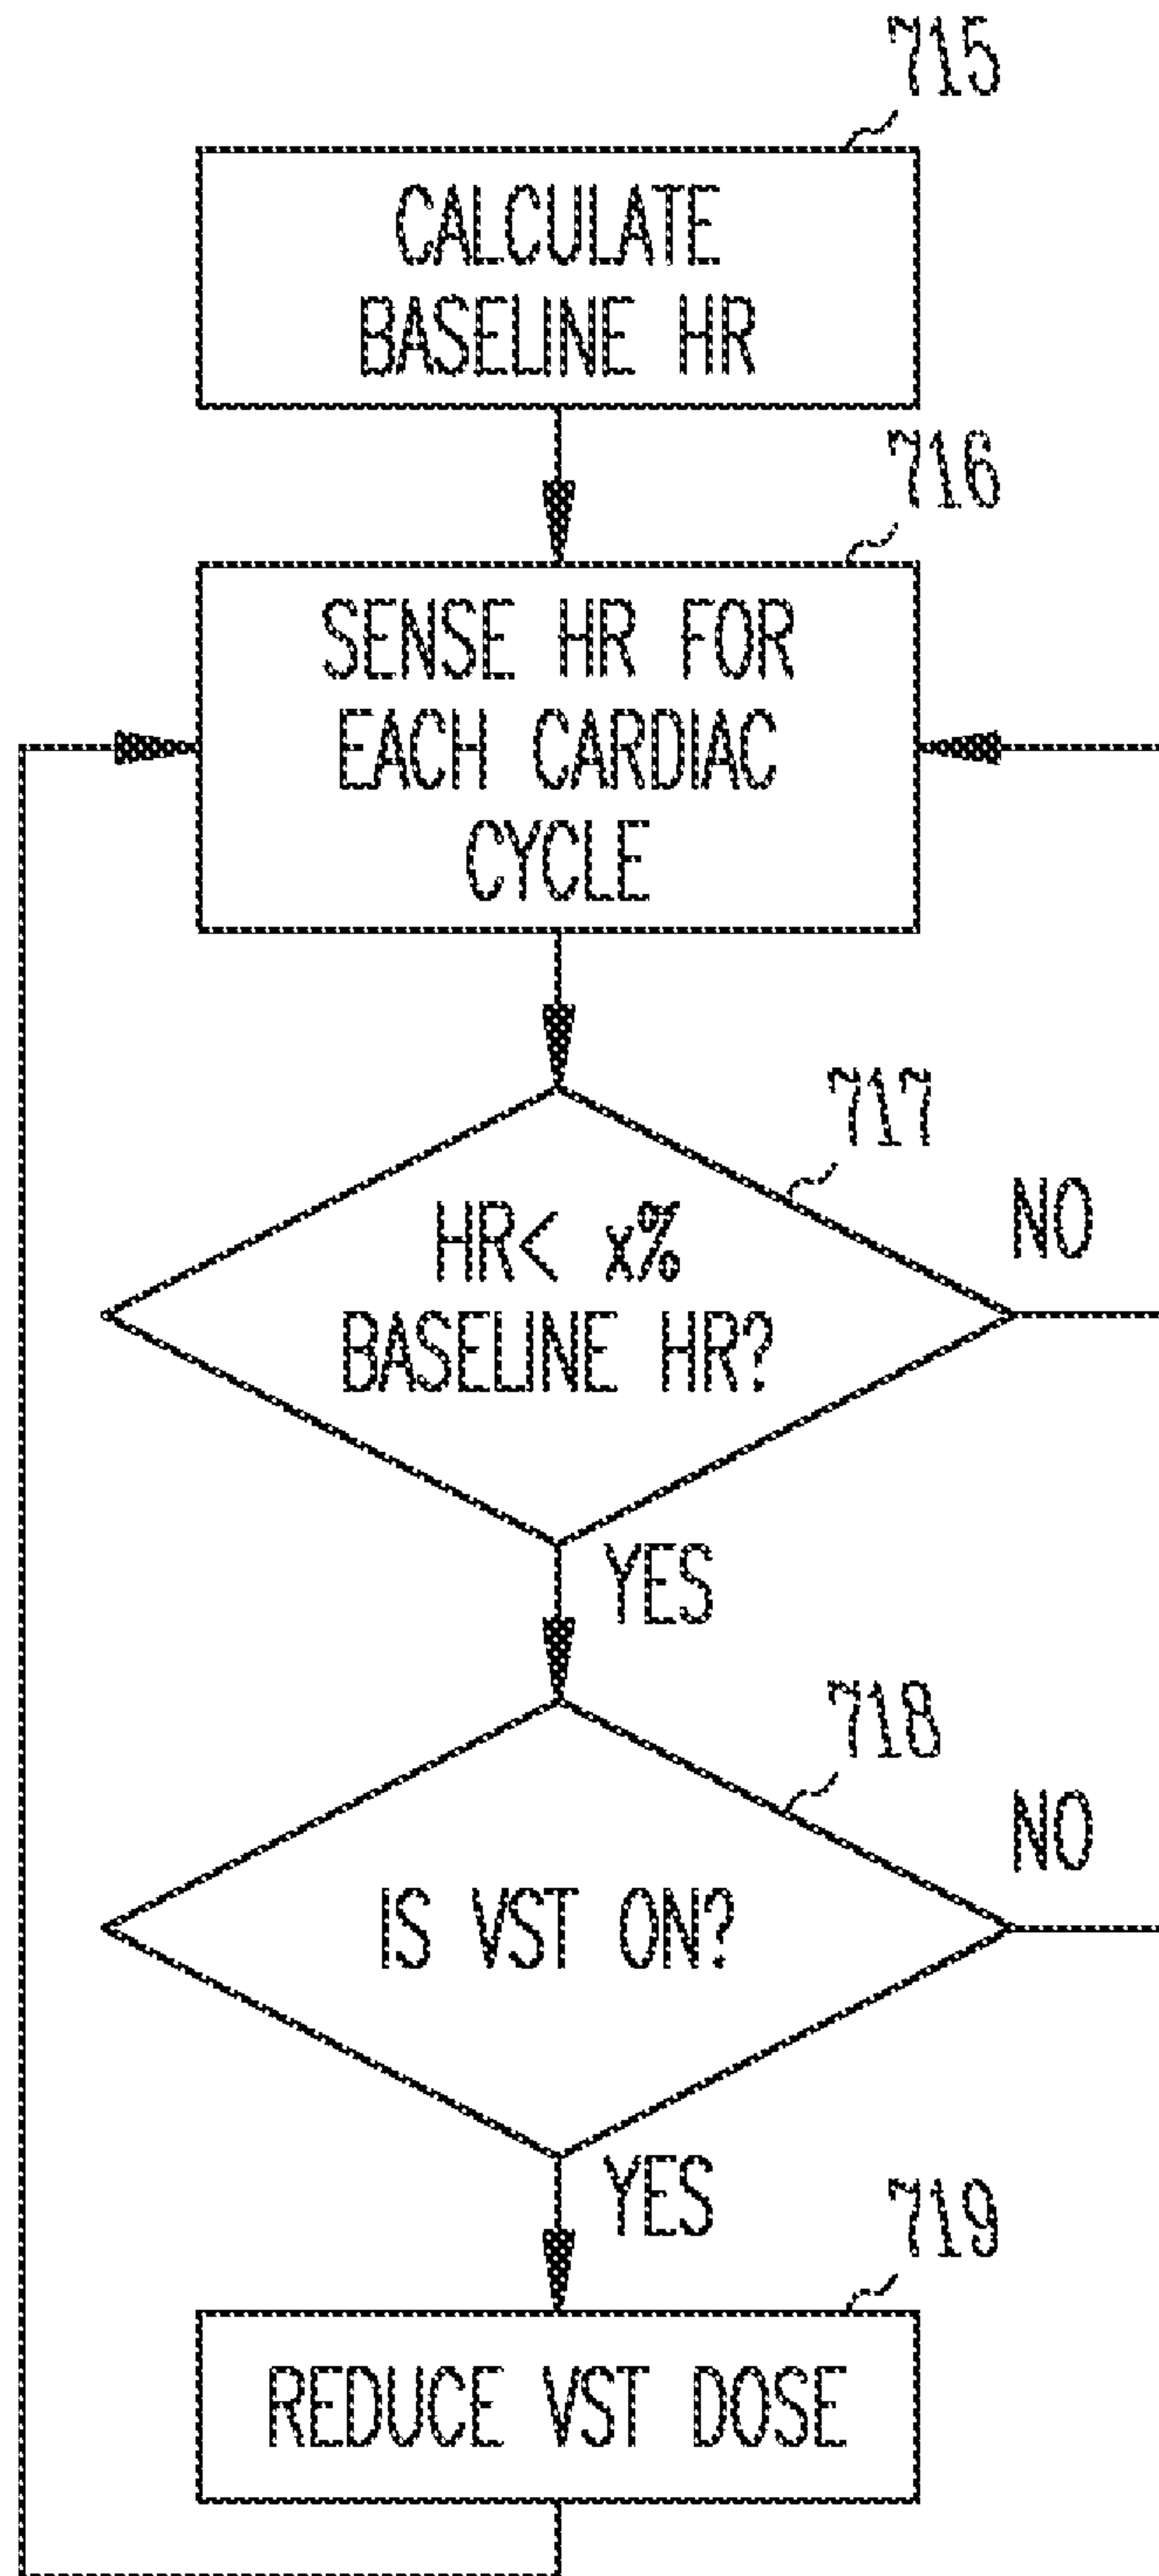 715
CALCULATE
BASELINE HR
716
SENSE HR FOR
EACH CARDIAC
CYCLE
717
HR< x%
BASELINE HR?
NO
YES
718
IS VST ON?
NO
YES
719
REDUCE VST DOSE